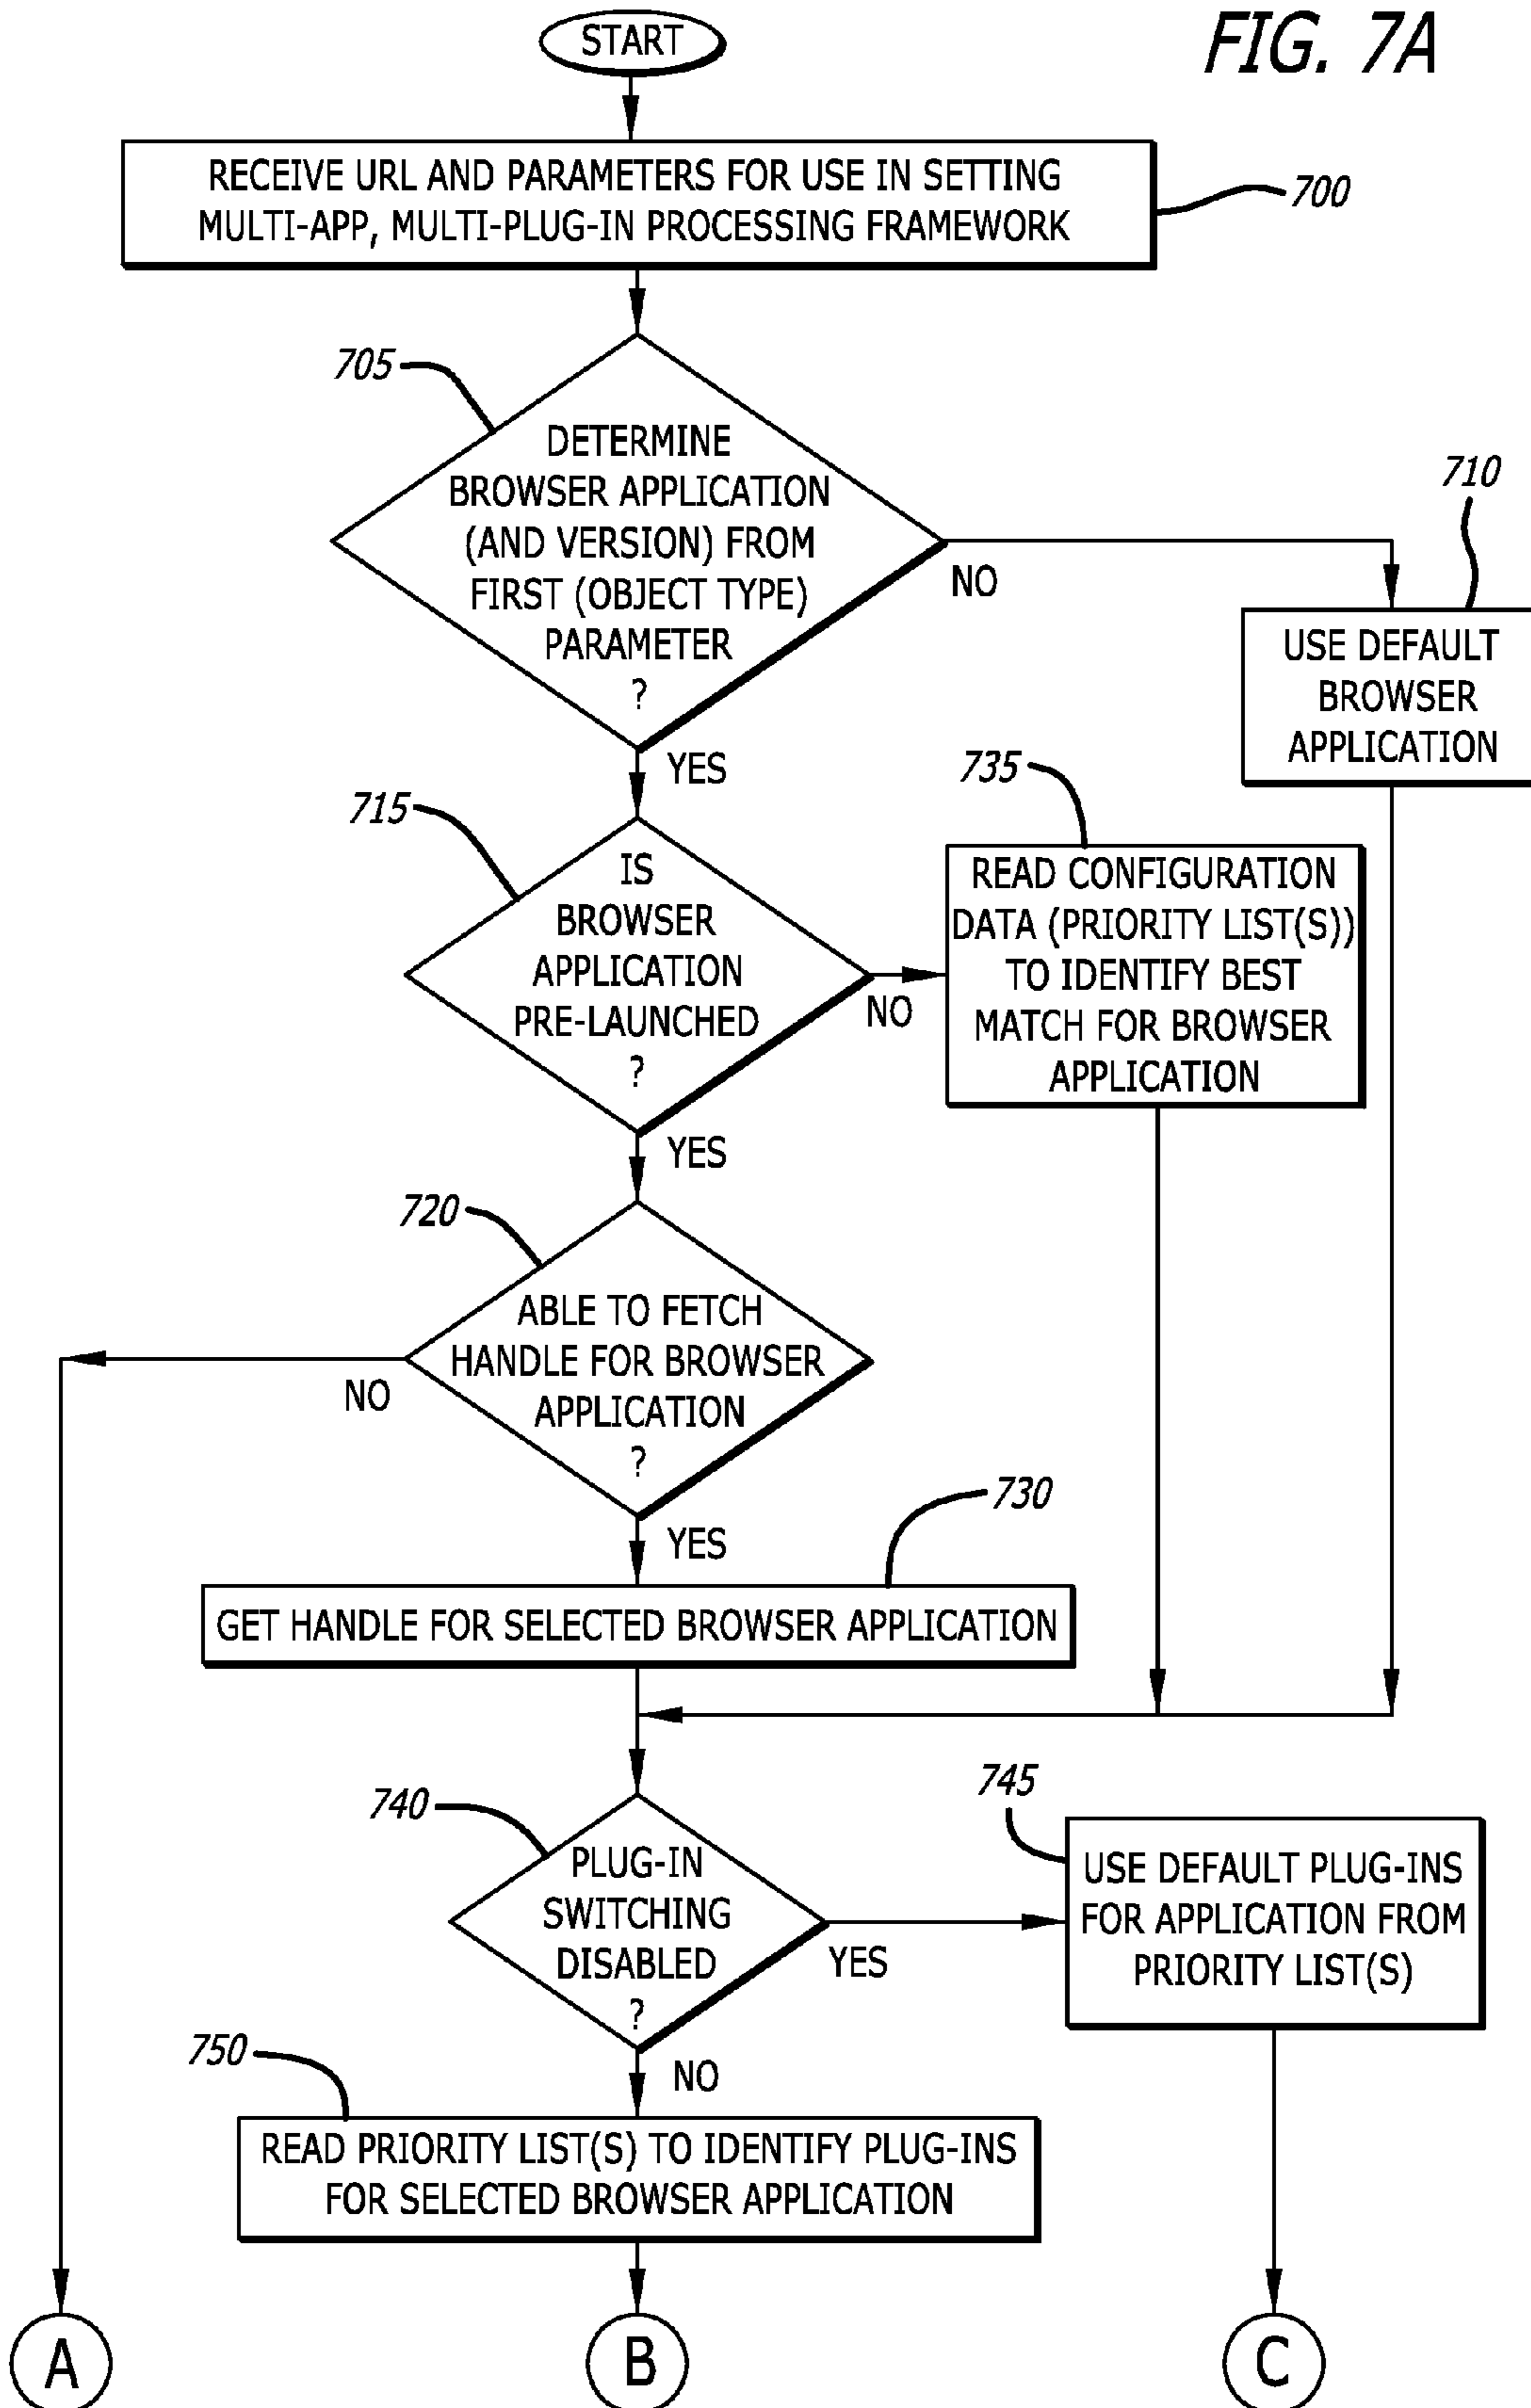 FIG. 7A
START
RECEIVE URL AND PARAMETERS FOR USE IN SETTING
MULTI-APP, MULTI-PLUG-IN PROCESSING FRAMEWORK
700
705
DETERMINE
BROWSER APPLICATION
(AND VERSION) FROM
FIRST (OBJECT TYPE)
PARAMETER
?
NO
YES
710
USE DEFAULT
BROWSER
APPLICATION
715
IS
BROWSER
APPLICATION
PRE-LAUNCHED
?
NO
YES
735
READ CONFIGURATION
DATA (PRIORITY LIST(S))
TO IDENTIFY BEST
MATCH FOR BROWSER
APPLICATION
720
ABLE TO FETCH
HANDLE FOR BROWSER
APPLICATION
?
NO
YES
730
GET HANDLE FOR SELECTED BROWSER APPLICATION
740
PLUG-IN
SWITCHING
DISABLED
?
YES
NO
745
USE DEFAULT PLUG-INS
FOR APPLICATION FROM
PRIORITY LIST(S)
750
READ PRIORITY LIST(S) TO IDENTIFY PLUG-INS
FOR SELECTED BROWSER APPLICATION
A
B
C